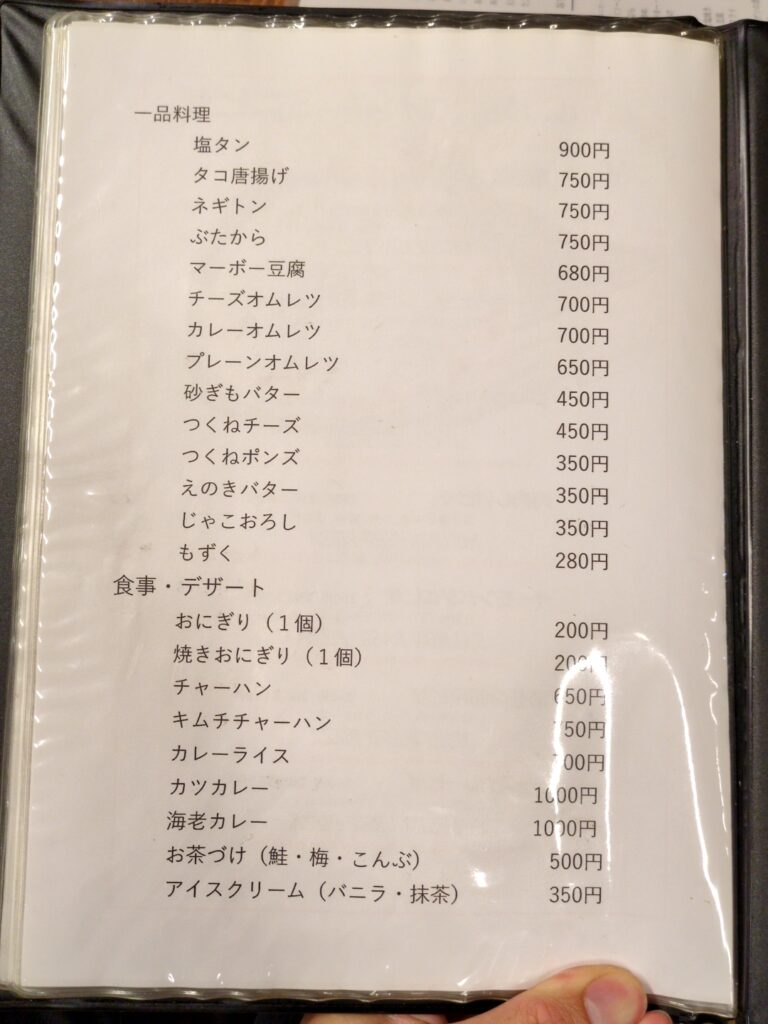 一品料理
塩タン 900円
タコ唐揚げ 750円
ネギトン 750円
ぶたから 750円
マーボー豆腐 680円
チーズオムレツ 700円
カレーオムレツ 700円
プレーンオムレツ 650円
砂ぎもバター 450円
つくねチーズ 450円
つくねポンズ 350円
えのきバター 350円
じゃこおろし 350円
もずく 280円
食事・デザート
おにぎり（１個） 200円
焼きおにぎり（１個） 200円
チャーハン 650円
キムチチャーハン 750円
カレーライス
カツカレー 1000円
海老カレー 1000円
お茶づけ（鮭・梅・こんぶ） 500円
アイスクリーム（バニラ・抹茶） 350円